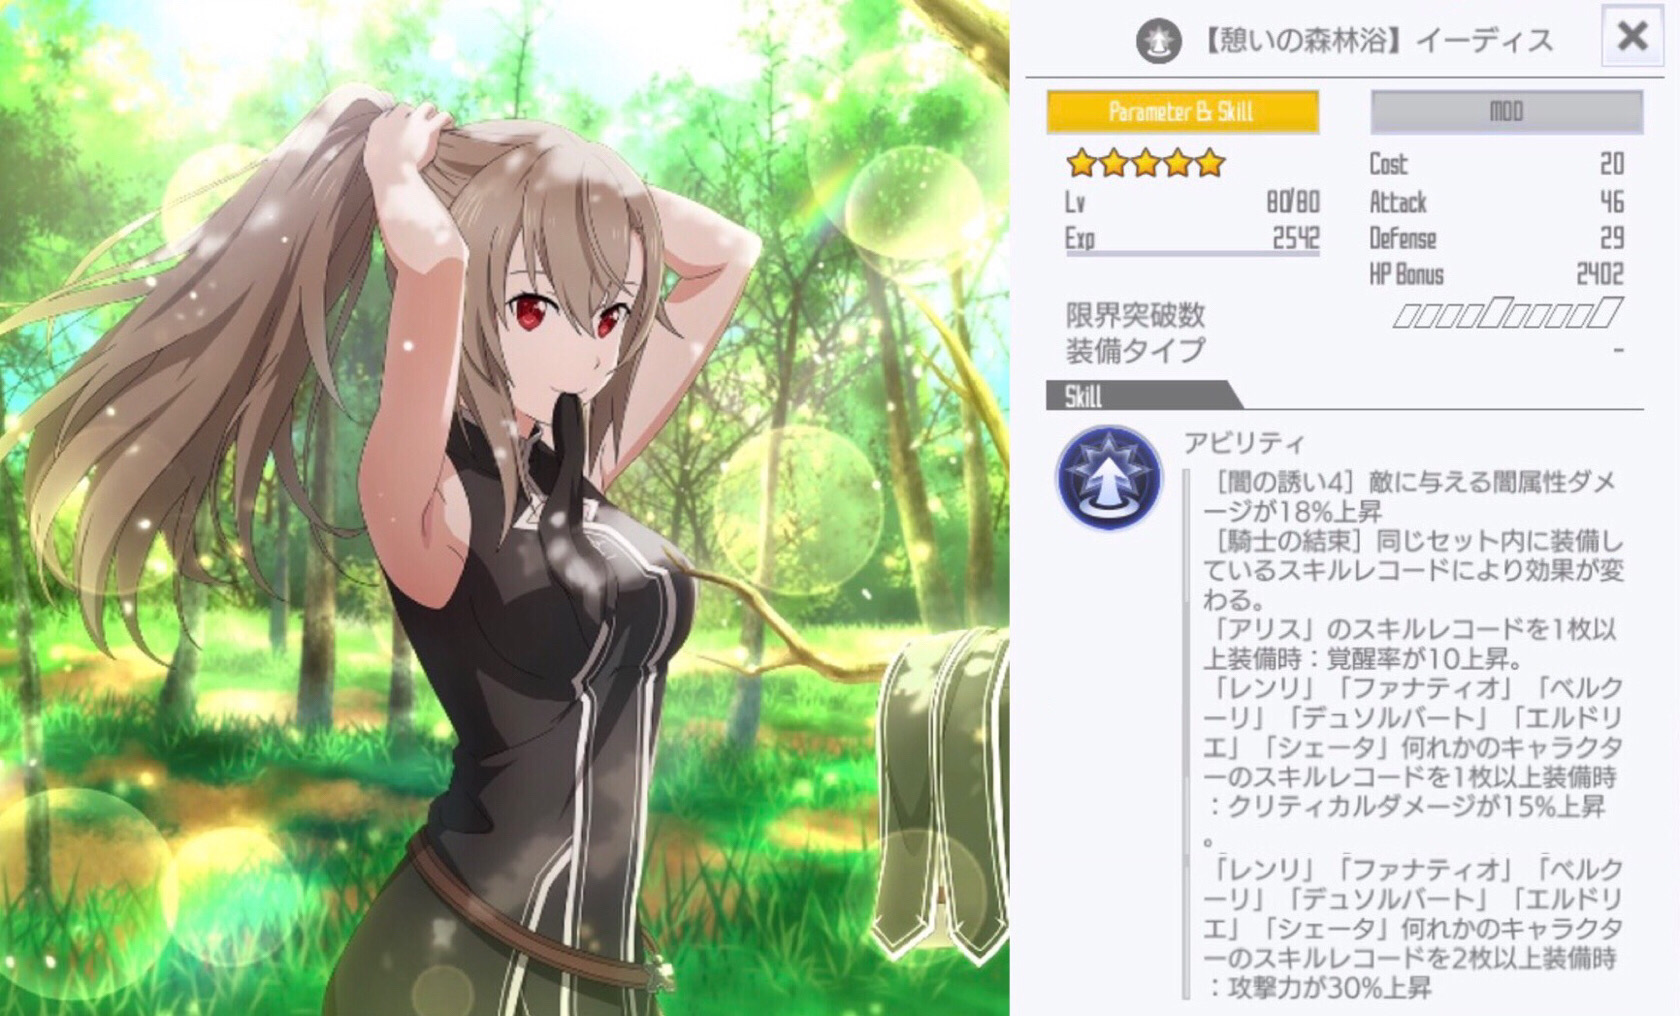 【憩いの森林浴】イーディス
Parameter & Skill
MOD
Lv 80/80
Exp 2542
Cost 20
Attack 46
Defense 29
HP Bonus 2402
限界突破数
装備タイプ -
Skill
アビリティ
［闇の誘い4］敵に与える闇属性ダメ
ージが18%上昇
［騎士の結束］同じセット内に装備し
ているスキルレコードにより効果が変
わる。
「アリス」のスキルレコードを1枚以
上装備時：覚醒率が10上昇。
「レンリ」「ファナティオ」「ベルク
ーリ」「デュソルバート」「エルドリ
エ」「シェータ」何れかのキャラクタ
ーのスキルレコードを1枚以上装備時
：クリティカルダメージが15%上昇
。
「レンリ」「ファナティオ」「ベルク
ーリ」「デュソルバート」「エルドリ
エ」「シェータ」何れかのキャラクタ
ーのスキルレコードを2枚以上装備時
：攻撃力が30%上昇